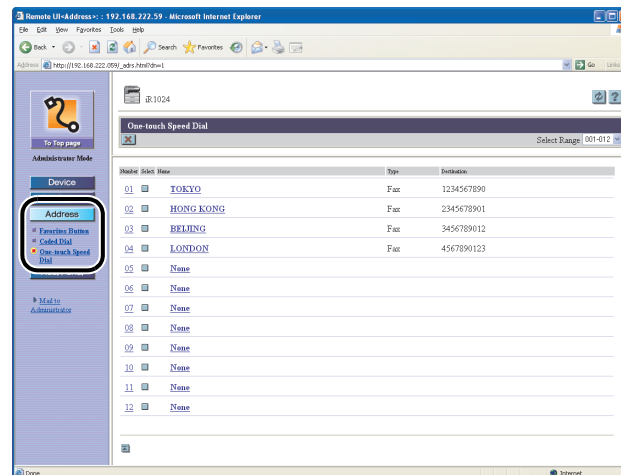 Remote UI<Address>: : 192.168.222.59 - Microsoft Internet Explorer
File Edit View Favorites Tools Help
Back Search Favorites
Address http://192.168.222.059/_adrs.html?dn=1 Go Links
iR1024
To Top page
Administrator Mode
One-touch Speed Dial
Select Range 001-012
Device
Address
Favorites Button
Coded Dial
One-touch Speed
Dial
Mail to
Administrator
Number Select Name Type Destination
01 TOKYO Fax 1234567890
02 HONG KONG Fax 2345678901
03 BEIJING Fax 3456789012
04 LONDON Fax 4567890123
05 None
06 None
07 None
08 None
09 None
10 None
11 None
12 None
Done Internet